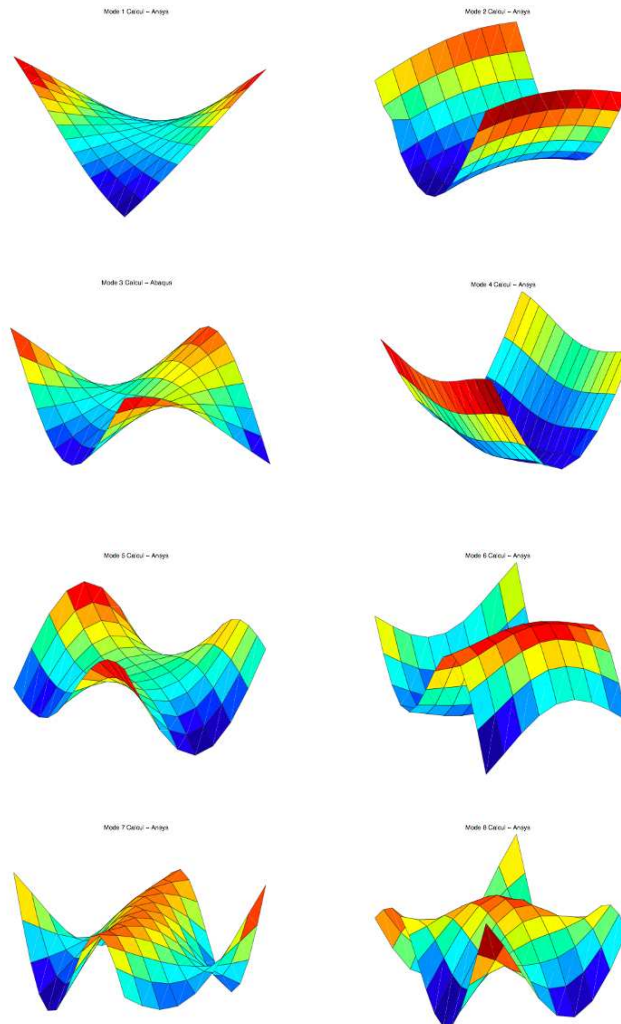 Mode 1 Calcul – Ansys
Mode 2 Calcul – Ansys
Mode 3 Calcul – Abaqus
Mode 4 Calcul – Ansys
Mode 5 Calcul – Ansys
Mode 6 Calcul – Ansys
Mode 7 Calcul – Ansys
Mode 8 Calcul – Ansys